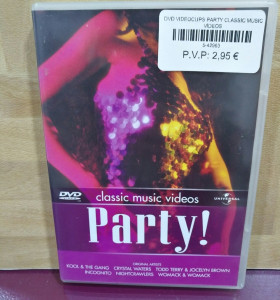 DVD VIDEOCLIPS PARTY CLASSIC MUSIC
VIDEOS
P.V.P: 2,95 €
DVD
VIDEO
classic music videos
UNIVERSAL
Party!
ORIGINAL ARTISTS
KOOL & THE GANG CRYSTAL WATERS TODD TERRY & JOCELYN BROWN
INCOGNITO NIGHTCRAWLERS WOMACK & WOMACK